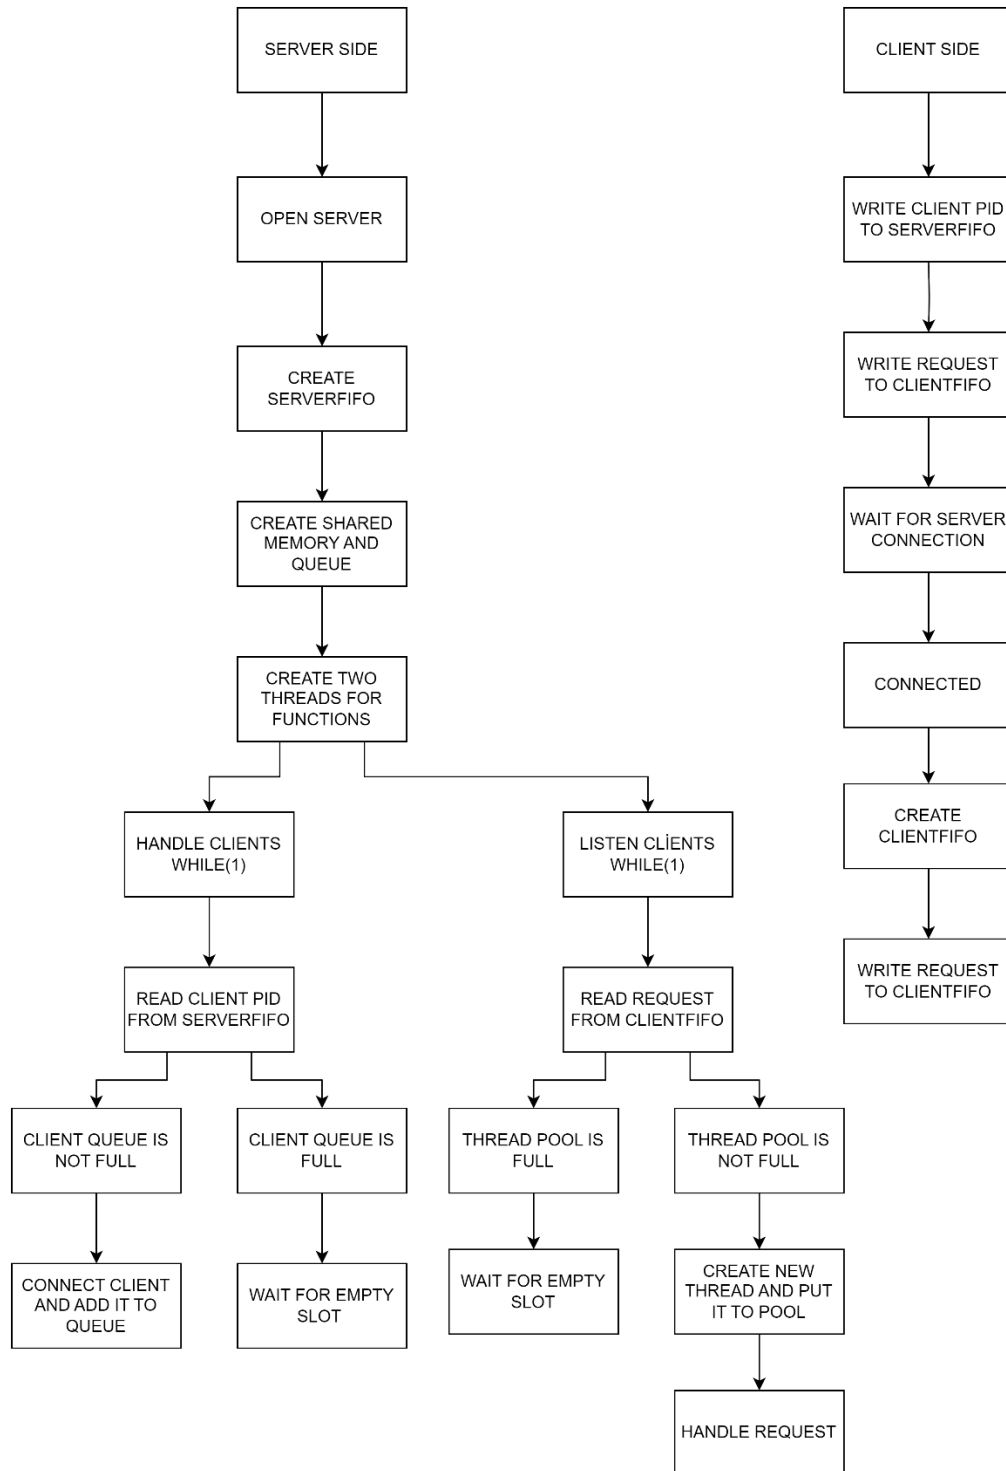 SERVER SIDE
OPEN SERVER
CREATE
SERVERFIFO
CREATE SHARED
MEMORY AND
QUEUE
CREATE TWO
THREADS FOR
FUNCTIONS
HANDLE CLIENTS
WHILE(1)
READ CLIENT PID
FROM SERVERFIFO
CLIENT QUEUE IS
NOT FULL
CONNECT CLIENT
AND ADD IT TO
QUEUE
CLIENT QUEUE IS
FULL
WAIT FOR EMPTY
SLOT
LISTEN CLİENTS
WHILE(1)
READ REQUEST
FROM CLIENTFIFO
THREAD POOL IS
FULL
WAIT FOR EMPTY
SLOT
THREAD POOL IS
NOT FULL
CREATE NEW
THREAD AND PUT
IT TO POOL
HANDLE REQUEST
CLIENT SIDE
WRITE CLIENT PID
TO SERVERFIFO
WRITE REQUEST
TO CLIENTFIFO
WAIT FOR SERVER
CONNECTION
CONNECTED
CREATE
CLIENTFIFO
WRITE REQUEST
TO CLIENTFIFO